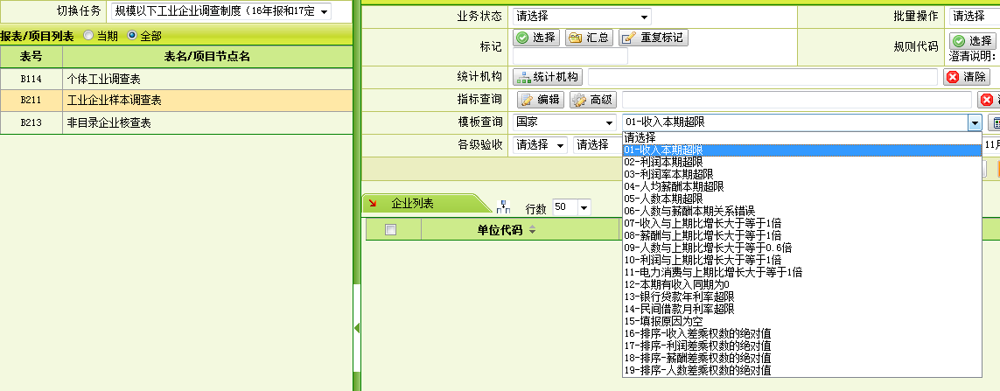 切换任务 规模以下工业企业调查制度（16年报和17定
报表/项目列表 当期 全部
表号 表名/项目节点名
B114 个体工业调查表
B211 工业企业样本调查表
B213 非目录企业核查表
业务状态 请选择 批量操作 请选择
标记 选择 汇总 重复标记 规则代码 选择
澄清说明:
统计机构 统计机构 清除
指标查询 编辑 高级
模板查询 国家 01-收入本期超限
各级验收 请选择 请选择 11月
请选择
01-收入本期超限
02-利润本期超限
03-利润率本期超限
04-人均薪酬本期超限
05-人数本期超限
06-人数与薪酬本期关系错误
07-收入与上期比增长大于等于1倍
08-薪酬与上期比增长大于等于1倍
09-人数与上期比增长大于等于0.6倍
10-利润与上期比增长大于等于1倍
11-电力消费与上期比增长大于等于1倍
12-本期有收入同期为0
13-银行贷款年利率超限
14-民间借款月利率超限
15-填报原因为空
16-排序-收入差乘权数的绝对值
17-排序-利润差乘权数的绝对值
18-排序-薪酬差乘权数的绝对值
19-排序-人数差乘权数的绝对值
企业列表 行数 50
单位代码